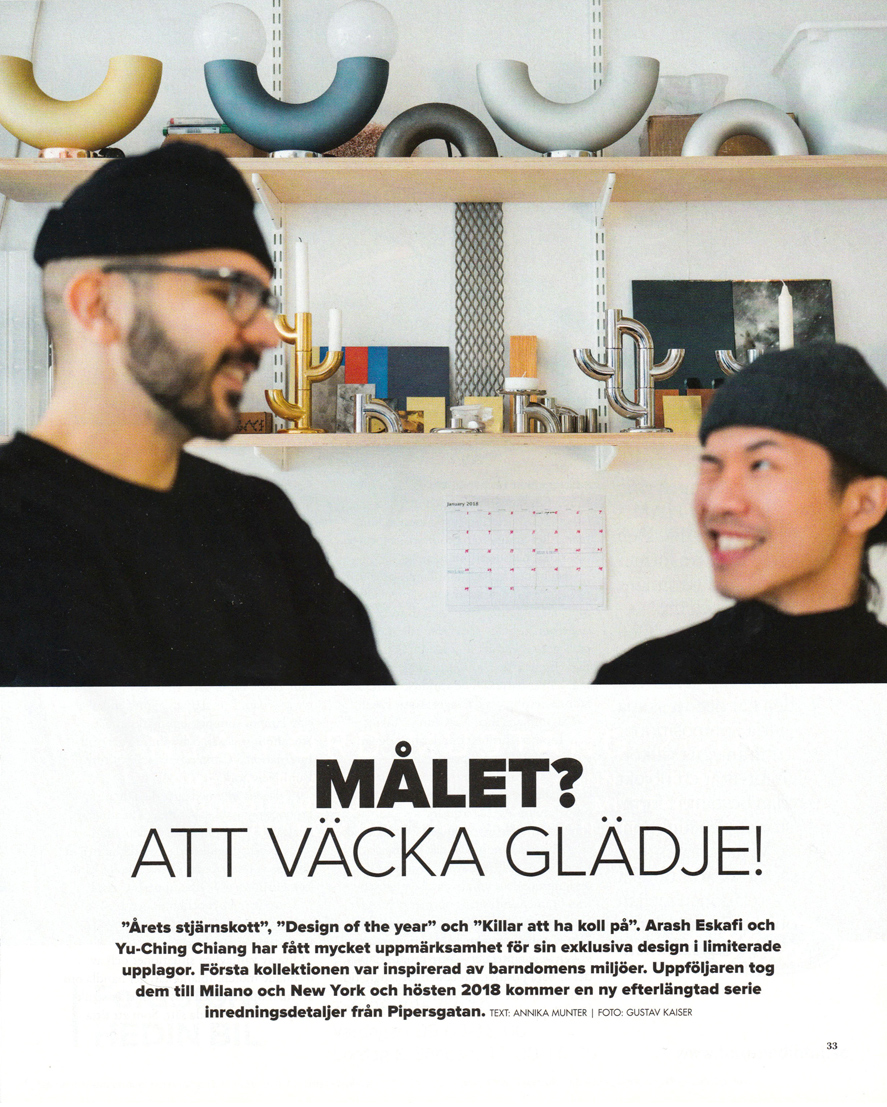 January 2018
MÅLET?
ATT VÄCKA GLÄDJE!
”Årets stjärnskott”, ”Design of the year” och ”Killar att ha koll på”. Arash Eskafi och
Yu-Ching Chiang har fått mycket uppmärksamhet för sin exklusiva design i limiterade
upplagor. Första kollektionen var inspirerad av barndomens miljöer. Uppföljaren tog
dem till Milano och New York och hösten 2018 kommer en ny efterlängtad serie
inredningsdetaljer från Pipersgatan. TEXT: ANNIKA MUNTER | FOTO: GUSTAV KAISER
33